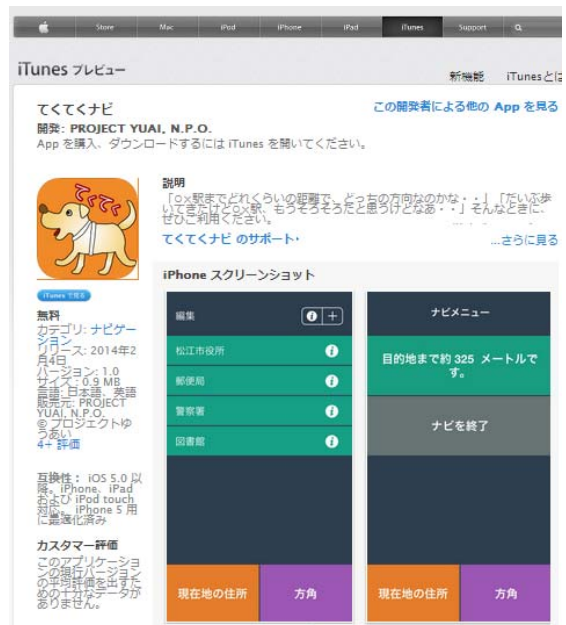 Store Mac iPod iPhone iPad iTunes Support
iTunes プレビュー
新機能 iTunesとは
てくてくナビ
この開発者による他の App を見る
開発: PROJECT YUAI, N.P.O.
App を購入、ダウンロードするには iTunes を開いてください。
てくてく
説明
「○×駅までどれくらいの距離で、どっちの方向なのかな・・」「だいぶ歩
いてきたけど○×駅、もうそろそろだと思うけどなあ・・」そんなときに、
ぜひご利用ください。
てくてくナビ のサポート
...さらに見る
iTunes で見る
無料
カテゴリ: ナビゲー
ション
リリース: 2014年2
月4日
バージョン: 1.0
サイズ: 0.9 MB
言語: 日本語、英語
販売元: PROJECT
YUAI, N.P.O.
© プロジェクトゆ
うあい
4+ 評価
互換性： iOS 5.0 以
降。iPhone、iPad
および iPod touch
対応。 iPhone 5 用
に最適化済み
カスタマー評価
このアプリケーショ
ンの現行バージョン
の平均評価を出すた
めの十分なデータが
ありません。
iPhone スクリーンショット
編集
松江市役所
郵便局
警察署
図書館
現在地の住所 方角
ナビメニュー
目的地まで約 325 メートルで
す。
ナビを終了
現在地の住所 方角